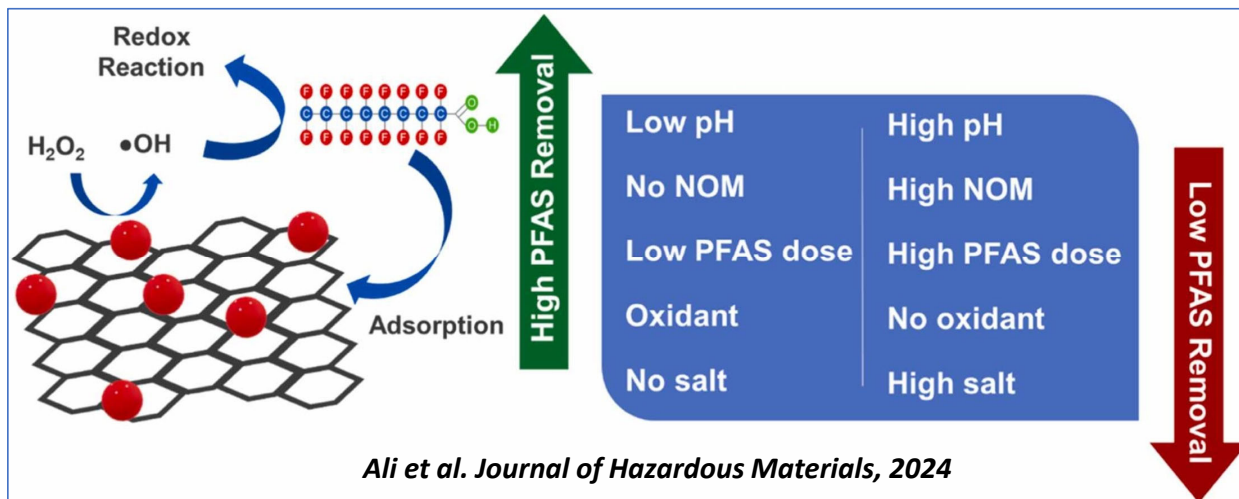 Redox
Reaction
H₂O₂ •OH
F F F F F F F F
C C C C C C C C
F F F F F F F F
O
O H
Adsorption
High PFAS Removal
Low pH High pH
No NOM High NOM
Low PFAS dose High PFAS dose
Oxidant No oxidant
No salt High salt
Low PFAS Removal
Ali et al. Journal of Hazardous Materials, 2024